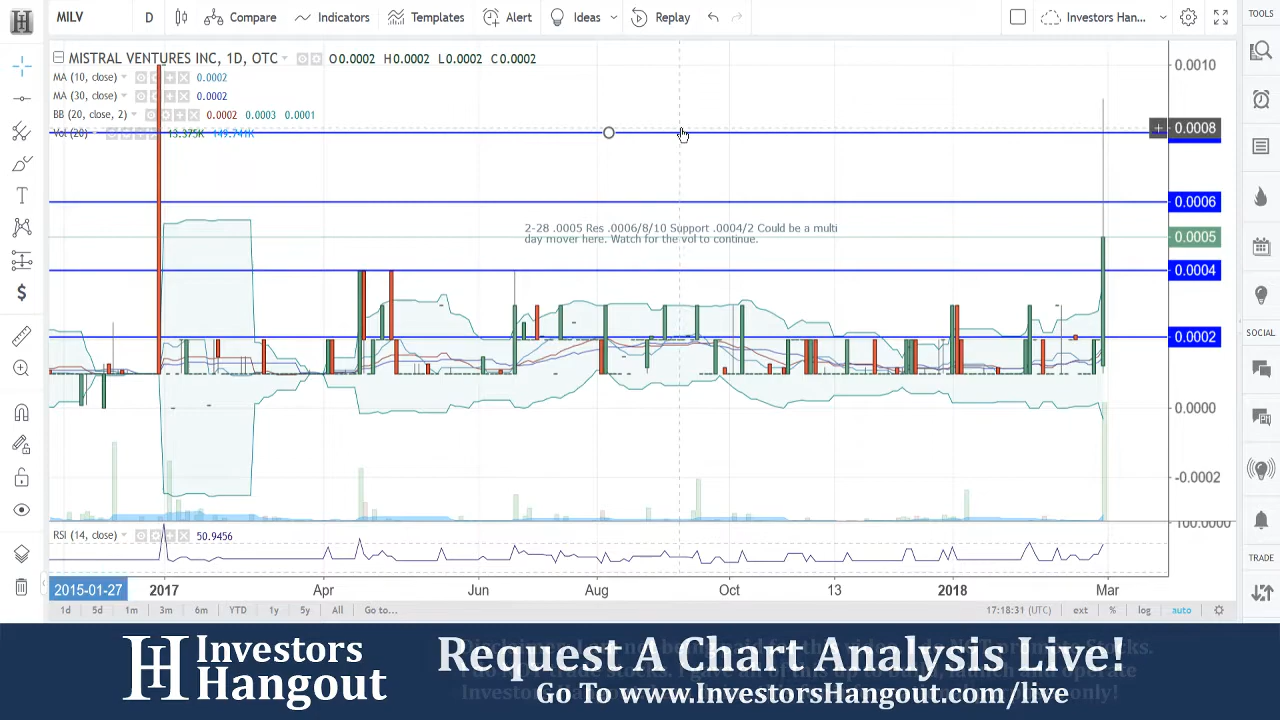 MILV D Compare Indicators Templates Alert Ideas Replay Investors Han... TOOLS
MISTRAL VENTURES INC, 1D, OTC O0.0002 H0.0002 L0.0002 C0.0002
MA (10, close) 0.0002
MA (30, close) 0.0002
BB (20, close, 2) 0.0002 0.0003 0.0001
Vol (20) 13.375K 149.741K
0.0010
0.0008
0.0006
2-28 .0005 Res .0006/8/10 Support .0004/2 Could be a multi
day mover here. Watch for the vol to continue.
0.0005
0.0004
SOCIAL
0.0002
0.0000
-0.0002
100.0000
RSI (14, close) 50.9456
TRADE
2015-01-27 2017 Apr Jun Aug Oct 13 2018 Mar
1d 5d 1m 3m 6m YTD 1y 5y All Go to... 17:18:31 (UTC) ext % log auto
H Investors
Hangout
Request A Chart Analysis Live!
Go To www.InvestorsHangout.com/live